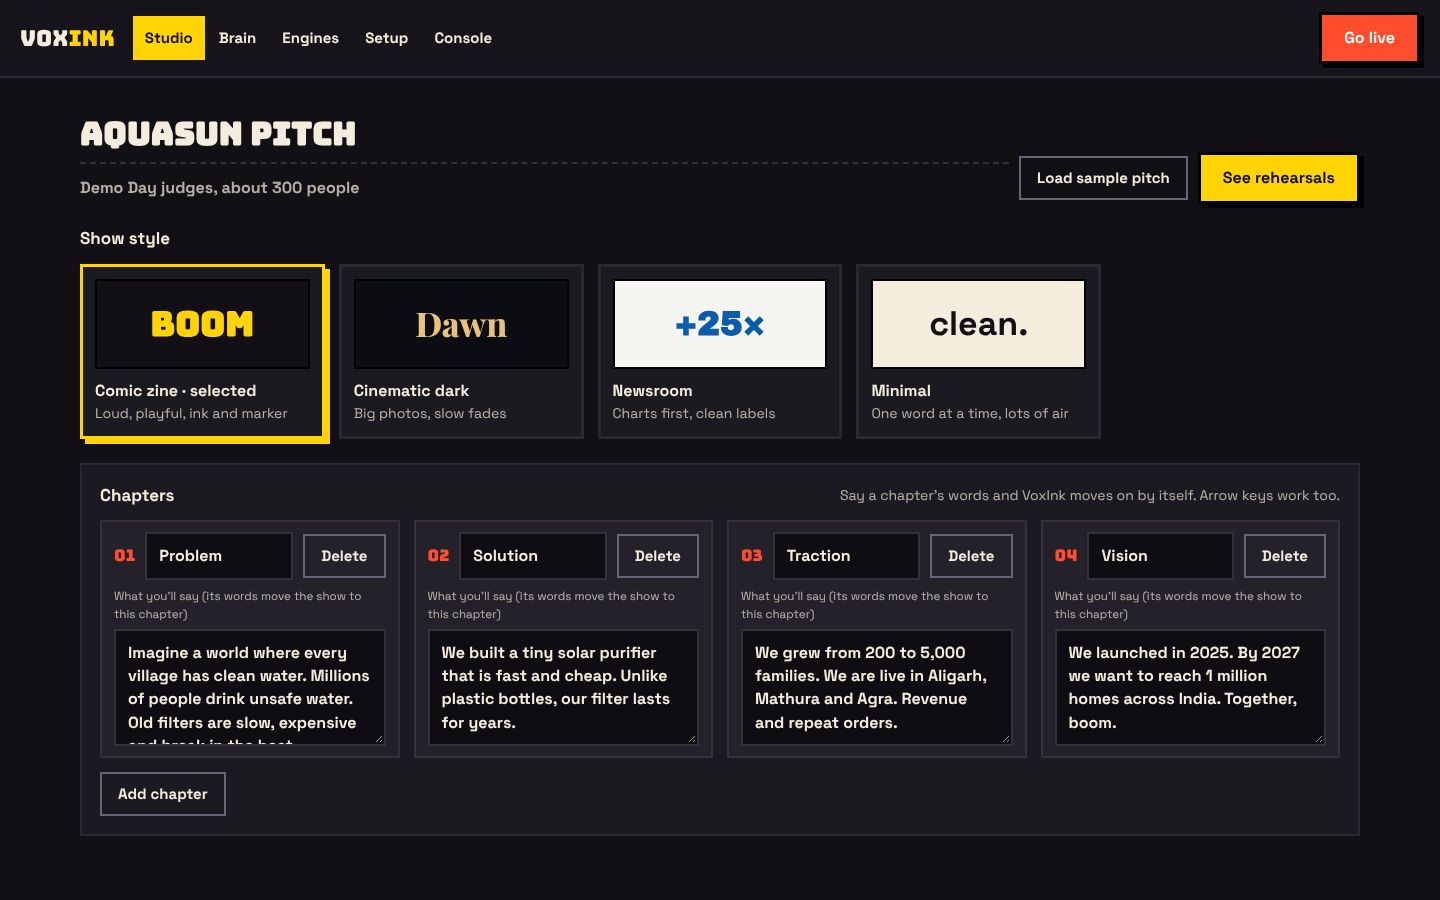 VOXINK
Studio
Brain
Engines
Setup
Console
Go live
AQUASUN PITCH
Demo Day judges, about 300 people
Load sample pitch
See rehearsals
Show style
BOOM
Comic zine · selected
Loud, playful, ink and marker
Dawn
Cinematic dark
Big photos, slow fades
+25×
Newsroom
Charts first, clean labels
clean.
Minimal
One word at a time, lots of air
Chapters
Say a chapter's words and VoxInk moves on by itself. Arrow keys work too.
01
Problem
Delete
What you'll say (its words move the show to
this chapter)
Imagine a world where every
village has clean water. Millions
of people drink unsafe water.
Old filters are slow, expensive
and break in the heat
02
Solution
Delete
What you'll say (its words move the show to
this chapter)
We built a tiny solar purifier
that is fast and cheap. Unlike
plastic bottles, our filter lasts
for years.
03
Traction
Delete
What you'll say (its words move the show to
this chapter)
We grew from 200 to 5,000
families. We are live in Aligarh,
Mathura and Agra. Revenue
and repeat orders.
04
Vision
Delete
What you'll say (its words move the show to
this chapter)
We launched in 2025. By 2027
we want to reach 1 million
homes across India. Together,
boom.
Add chapter